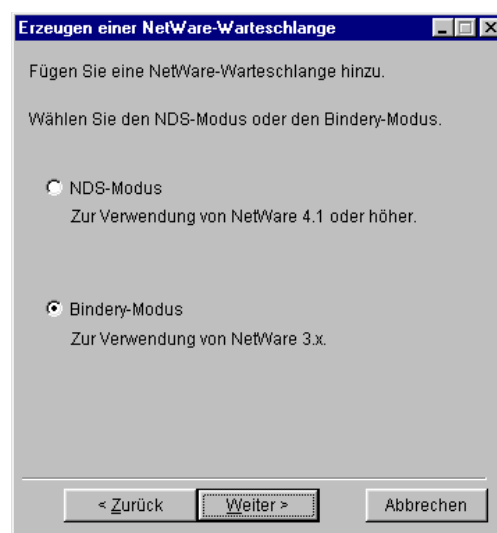 Erzeugen einer NetWare-Warteschlange
Fügen Sie eine NetWare-Warteschlange hinzu.
Wählen Sie den NDS-Modus oder den Bindery-Modus.
NDS-Modus
Zur Verwendung von NetWare 4.1 oder höher.
Bindery-Modus
Zur Verwendung von NetWare 3.x.
< Zurück Weiter > Abbrechen